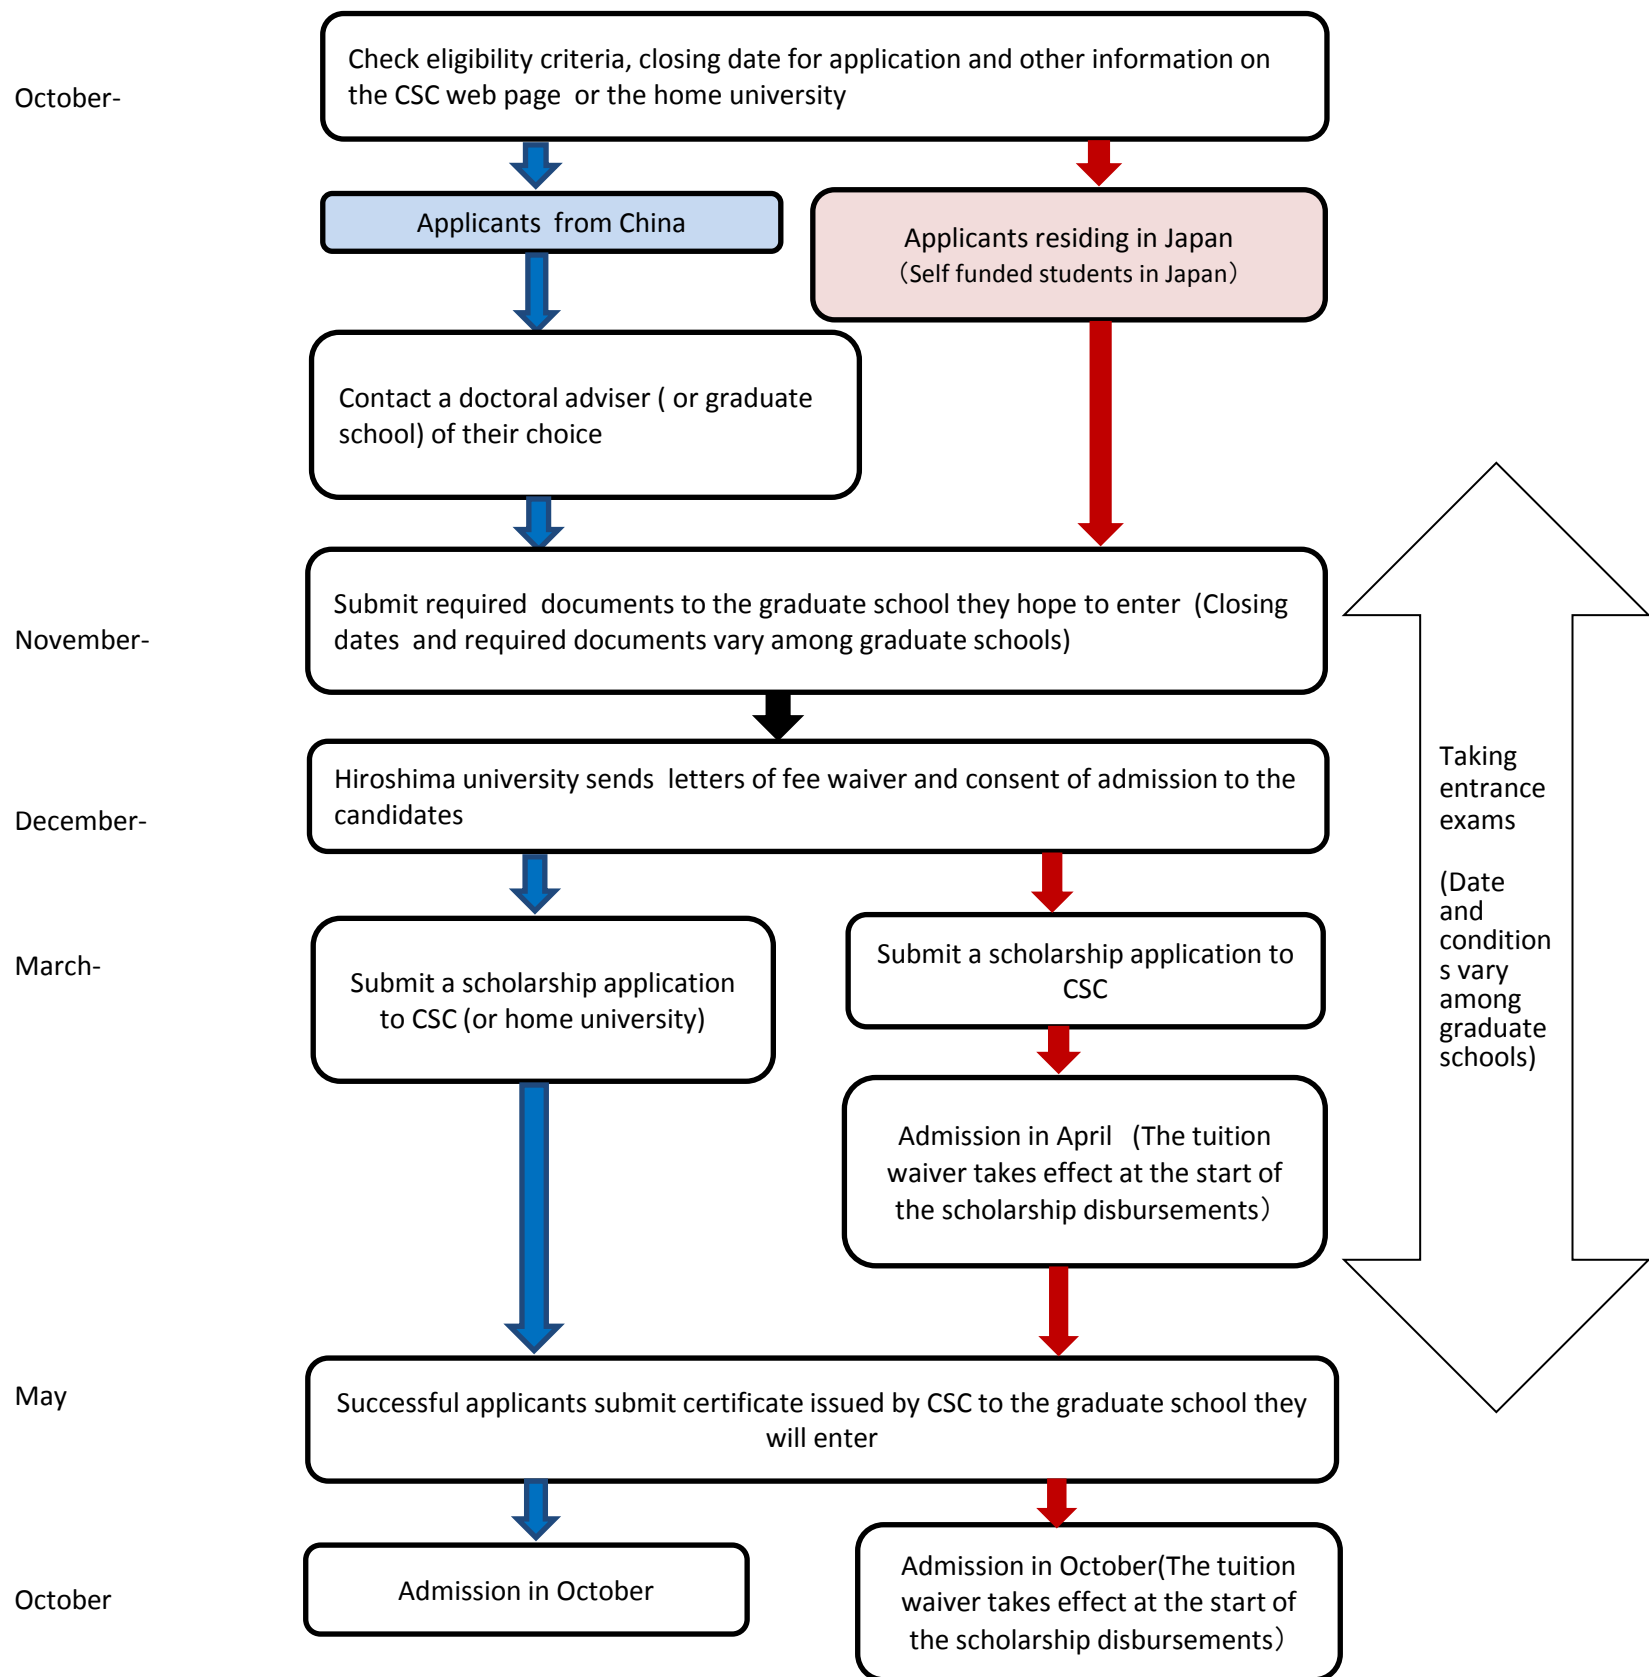 October-
Check eligibility criteria, closing date for application and other information on
the CSC web page or the home university
Applicants from China
Applicants residing in Japan
（Self funded students in Japan）
Contact a doctoral adviser ( or graduate
school) of their choice
November-
Submit required documents to the graduate school they hope to enter (Closing
dates and required documents vary among graduate schools)
December-
Hiroshima university sends letters of fee waiver and consent of admission to the
candidates
March-
Submit a scholarship application
to CSC (or home university)
Submit a scholarship application to
CSC
Admission in April (The tuition
waiver takes effect at the start of
the scholarship disbursements）
Taking
entrance
exams
(Date
and
condition
s vary
among
graduate
schools)
May
Successful applicants submit certificate issued by CSC to the graduate school they
will enter
October
Admission in October
Admission in October(The tuition
waiver takes effect at the start of
the scholarship disbursements）